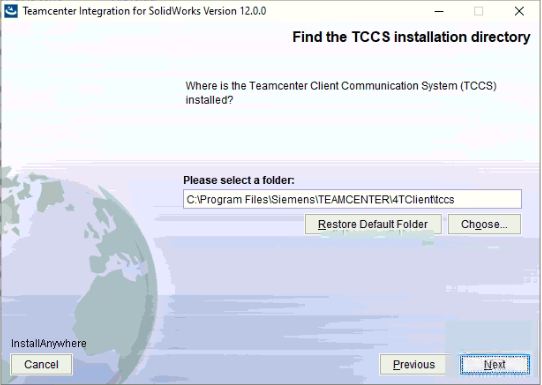 Teamcenter Integration for SolidWorks Version 12.0.0
Find the TCCS installation directory
Where is the Teamcenter Client Communication System (TCCS)
installed?
Please select a folder:
C:\Program Files\Siemens\TEAMCENTER\4TClient\tccs
Restore Default Folder
Choose...
InstallAnywhere
Cancel
Previous
Next